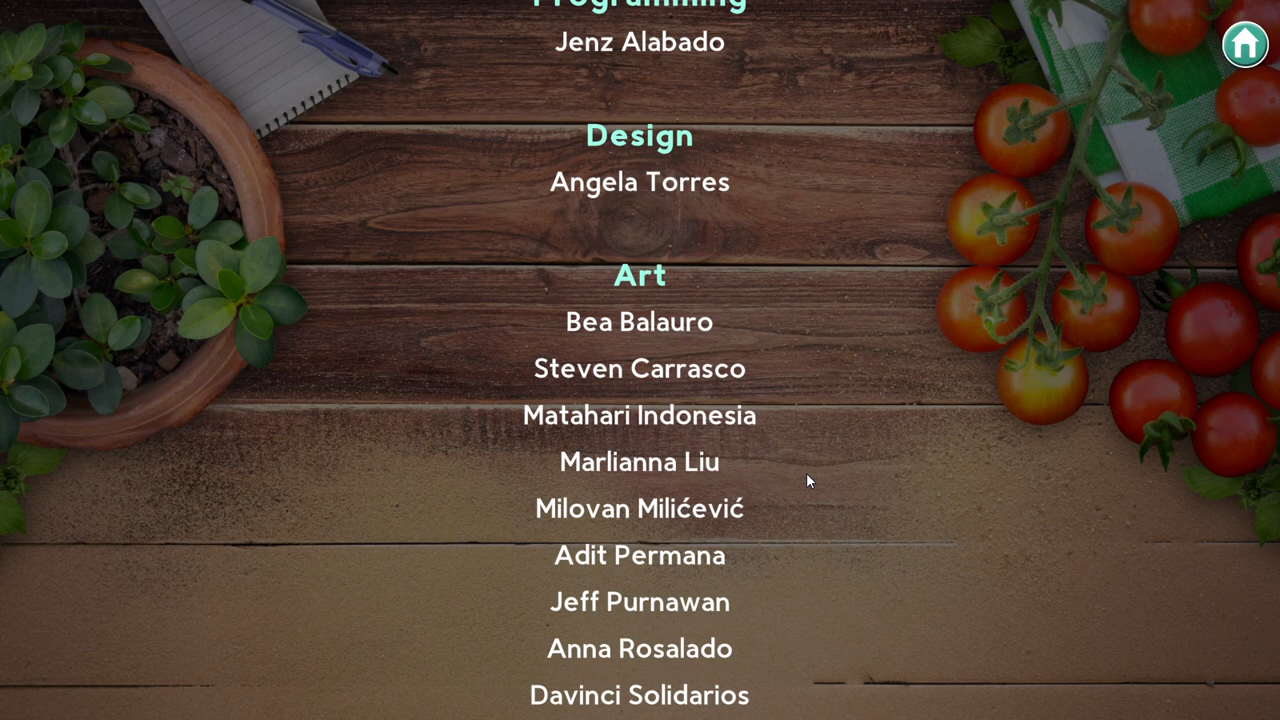 Programming
Jenz Alabado
Design
Angela Torres
Art
Bea Balauro
Steven Carrasco
Matahari Indonesia
Marlianna Liu
Milovan Milićević
Adit Permana
Jeff Purnawan
Anna Rosalado
Davinci Solidarios